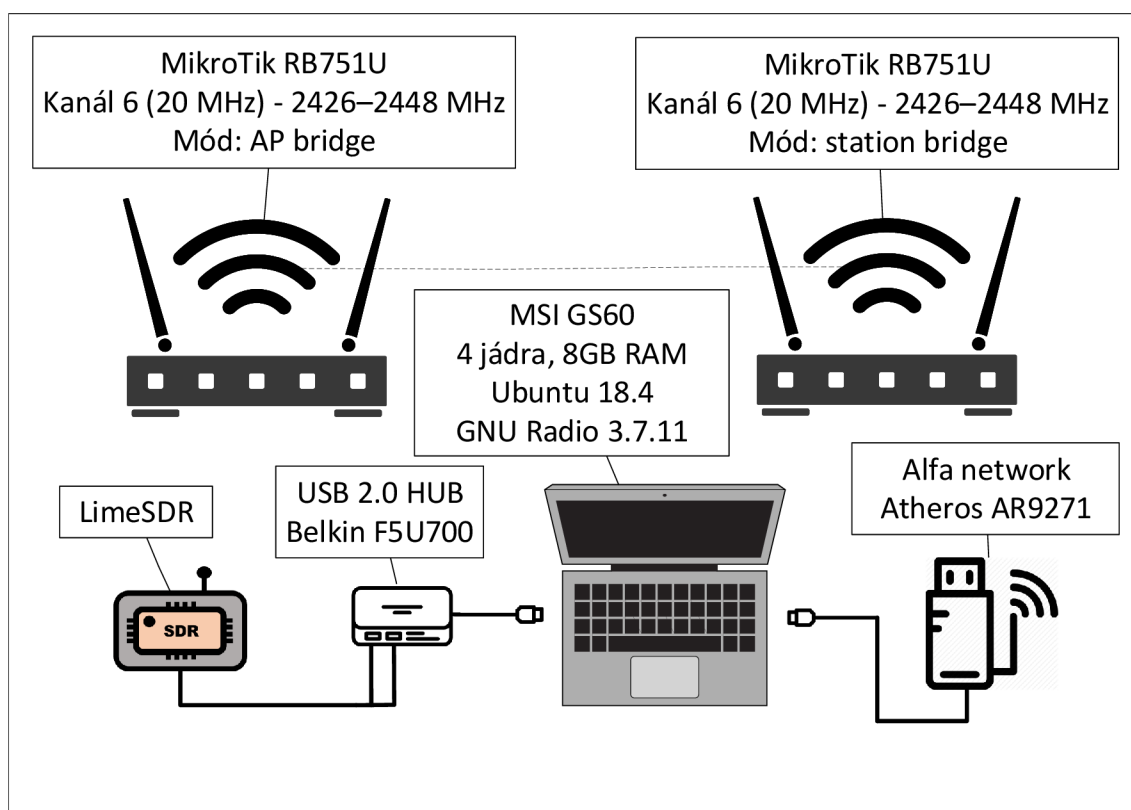 MikroTik RB751U
Kanál 6 (20 MHz) - 2426–2448 MHz
Mód: AP bridge
MikroTik RB751U
Kanál 6 (20 MHz) - 2426–2448 MHz
Mód: station bridge
MSI GS60
4 jádra, 8GB RAM
Ubuntu 18.4
GNU Radio 3.7.11
LimeSDR
USB 2.0 HUB
Belkin F5U700
Alfa network
Atheros AR9271
SDR